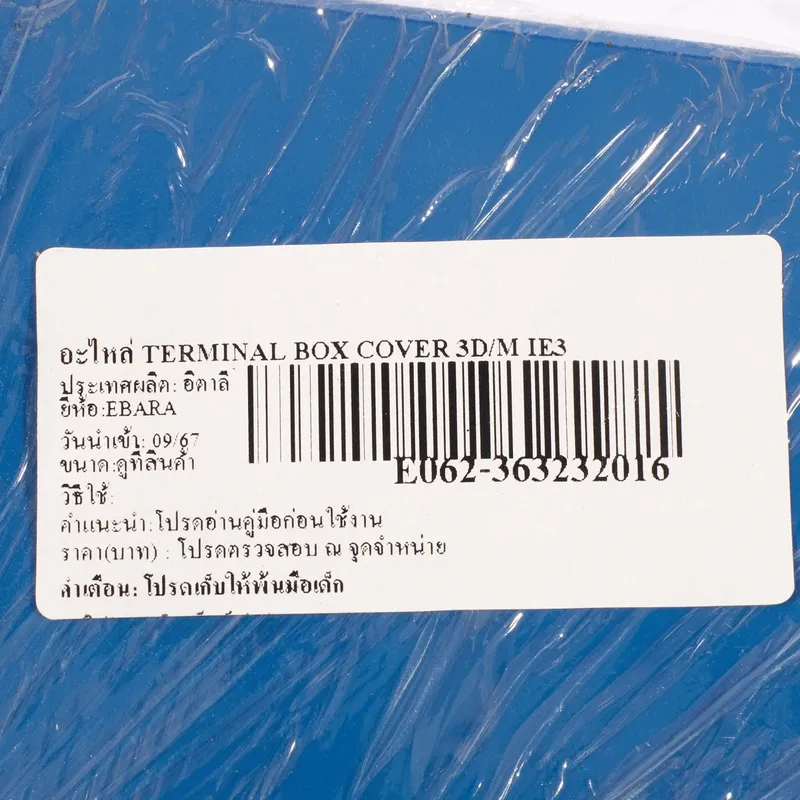 อะไหล่ TERMINAL BOX COVER 3D/M IE3
ประเทศผลิต: อิตาลี
ยี่ห้อ:EBARA
วันนำเข้า: 09/67
ขนาด:ดูที่สินค้า
E062-363232016
วิธีใช้:
คำแนะนำ:โปรดอ่านคู่มือก่อนใช้งาน
ราคา(บาท) : โปรดตรวจสอบ ณ จุดจำหน่าย
คำเตือน: โปรดเก็บให้พ้นมือเด็ก